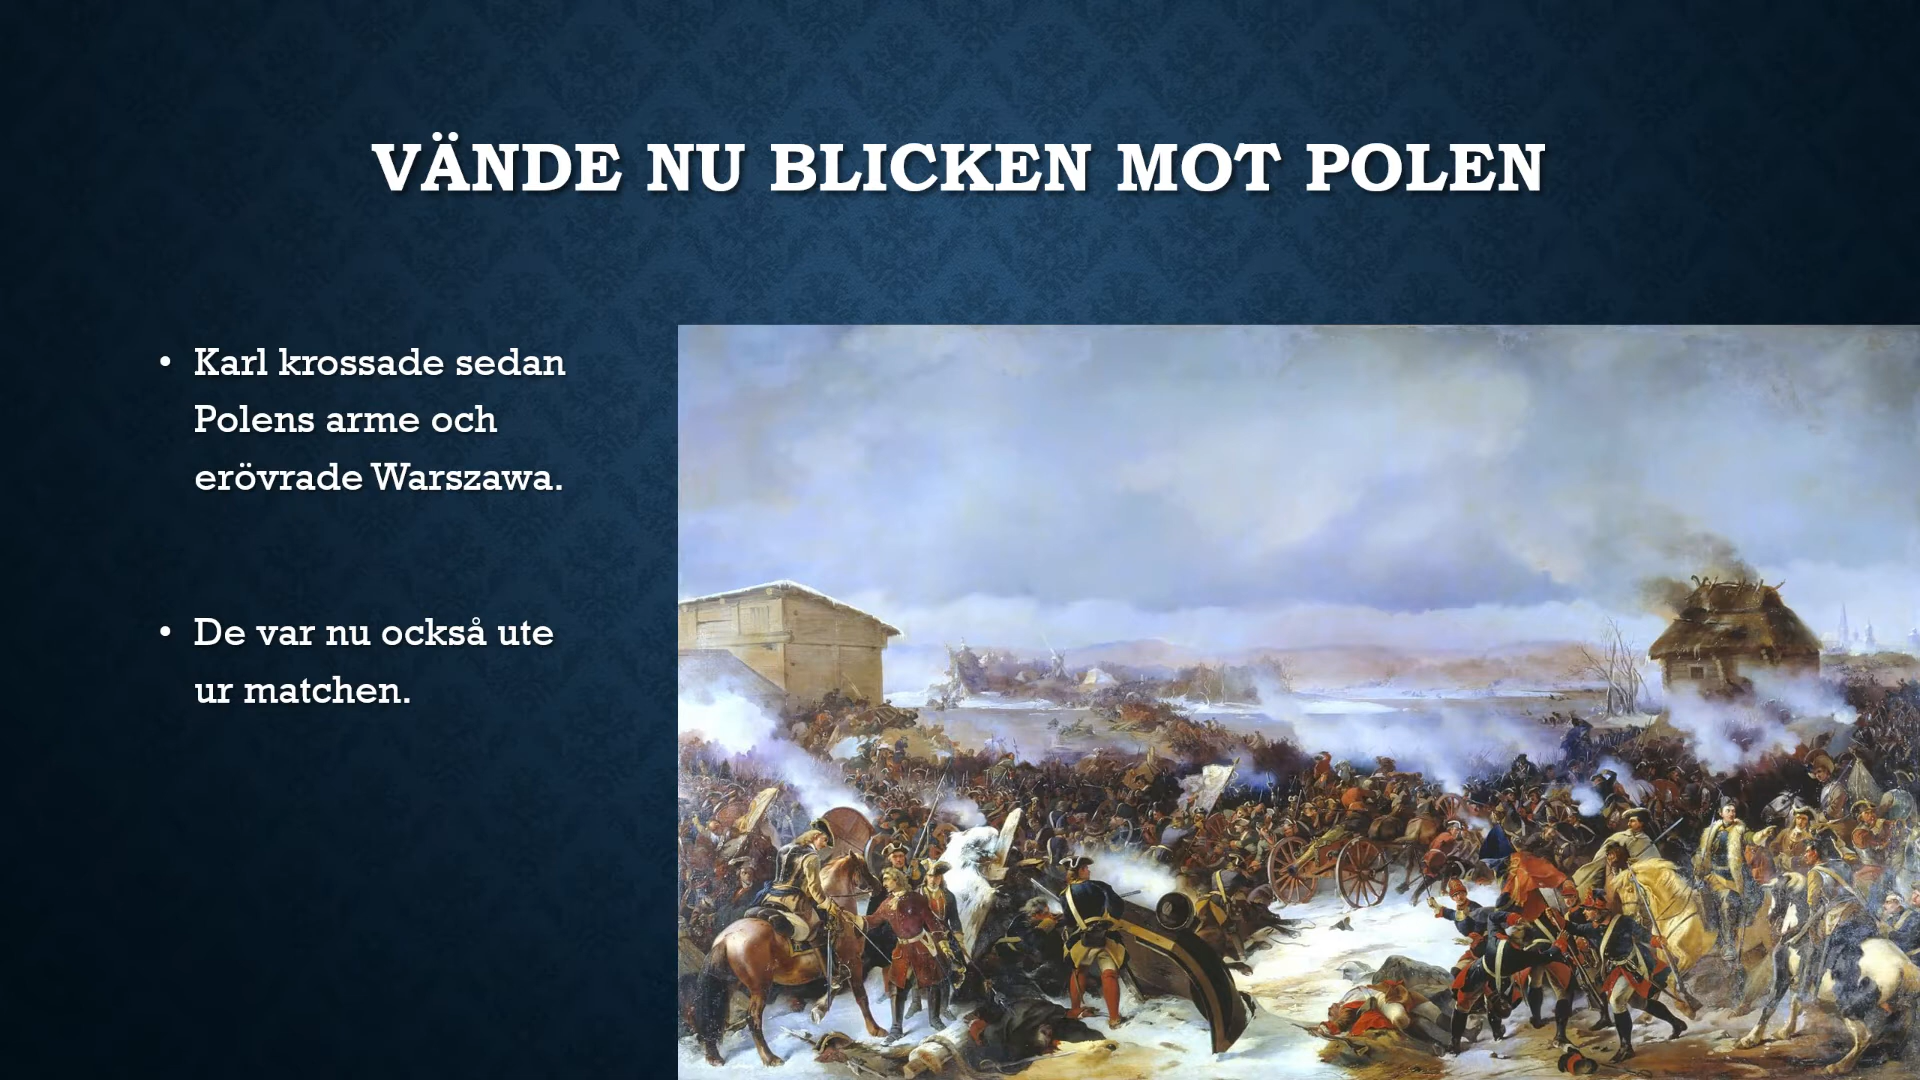 VÄNDE NU BLICKEN MOT POLEN
• Karl krossade sedan
Polens arme och
erövrade Warszawa.
• De var nu också ute
ur matchen.